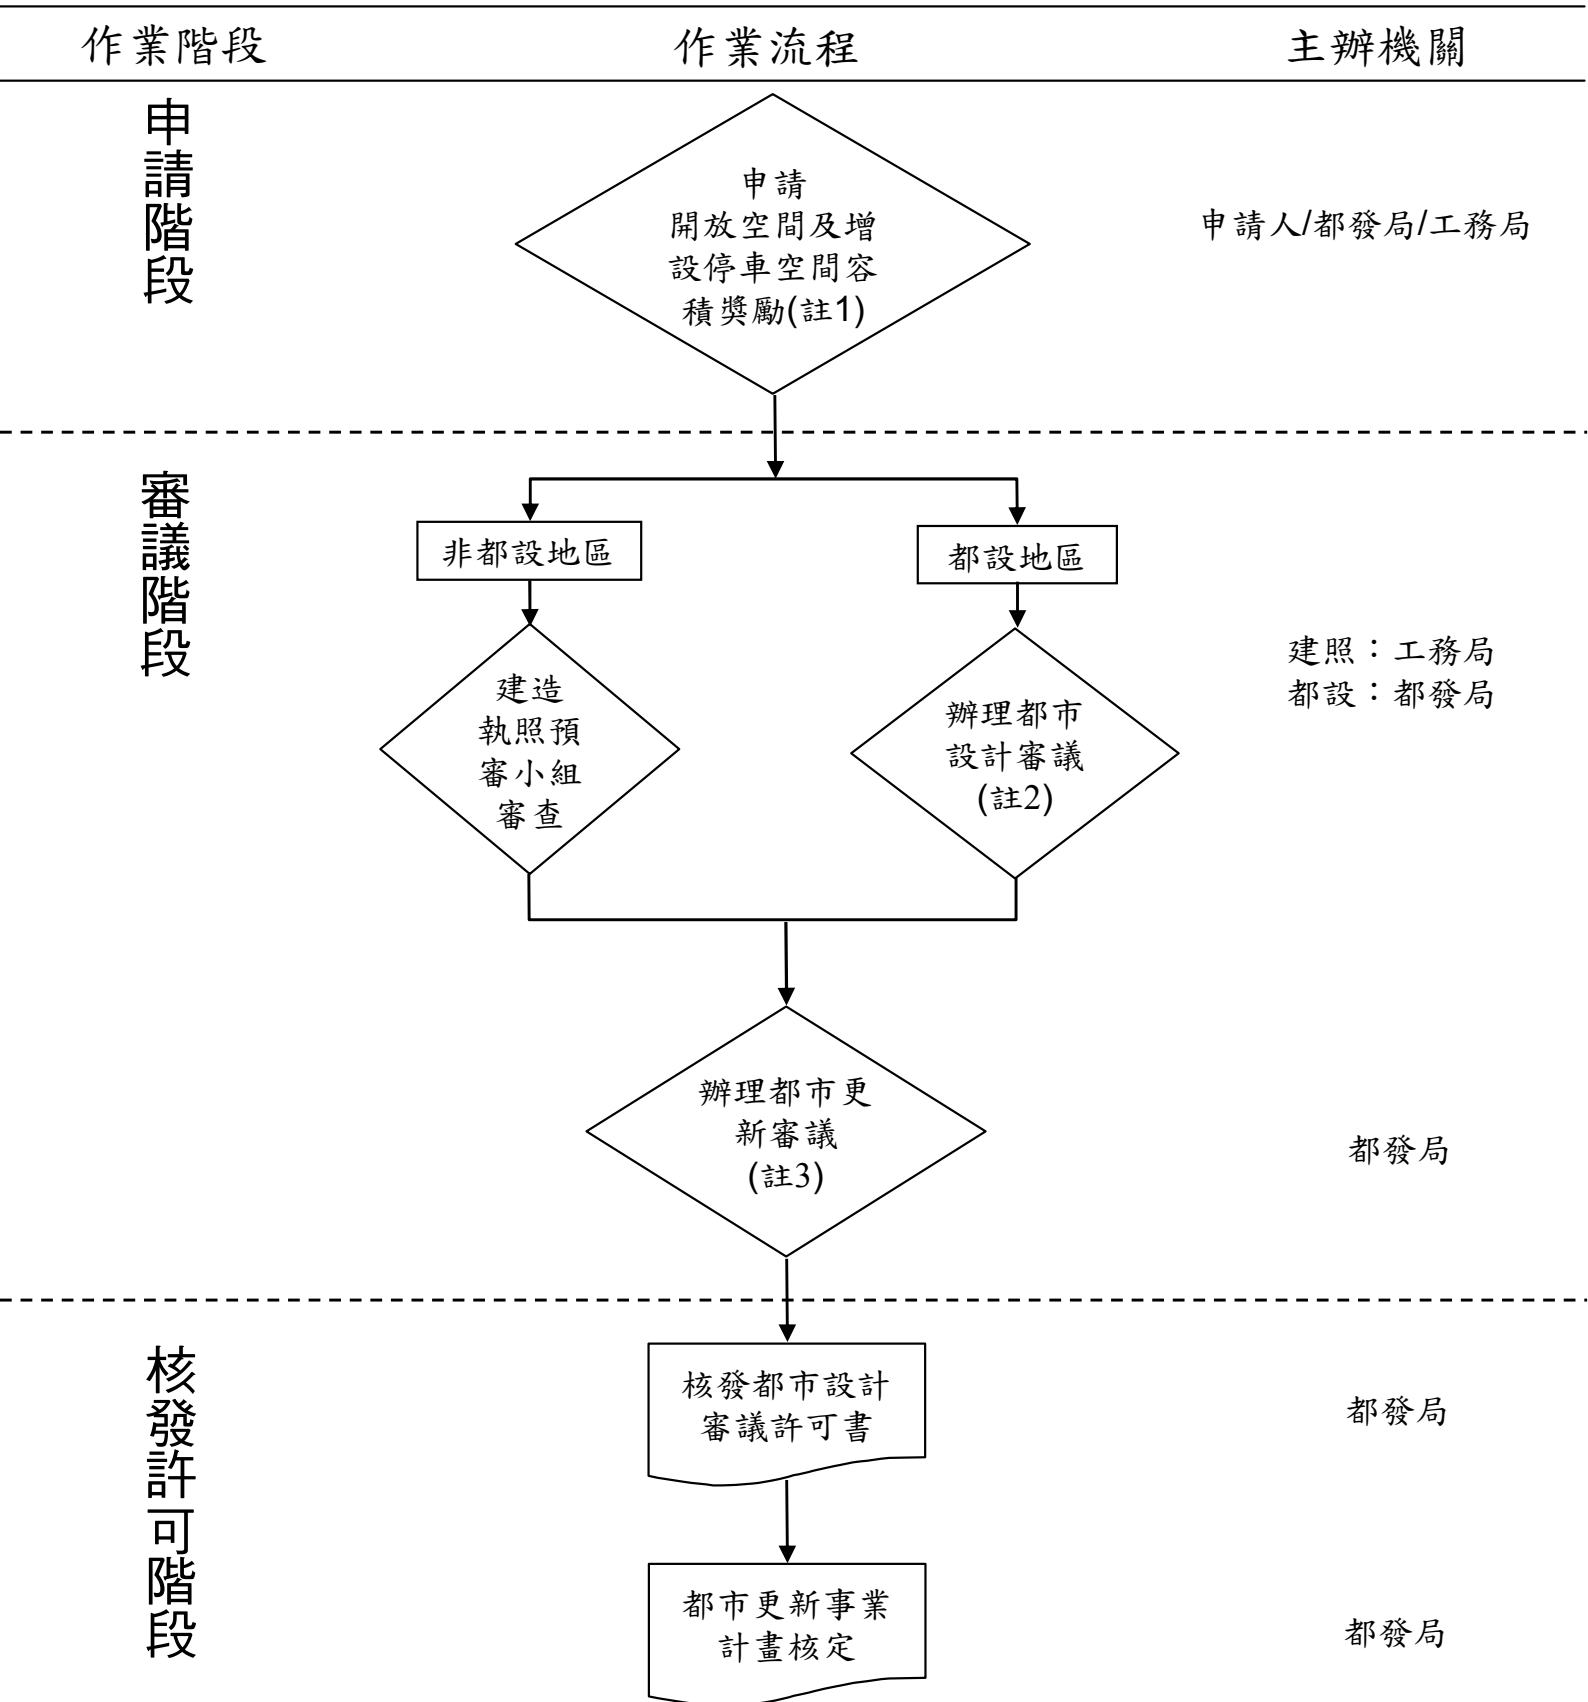 作業階段
作業流程
主辦機關
申請階段
申請
開放空間及增
設停車空間容
積獎勵(註1)
申請人/都發局/工務局
審議階段
非都設地區
都設地區
建造
執照預
審小組
審查
辦理都市
設計審議
(註2)
建照：工務局
都設：都發局
辦理都市更
新審議
(註3)
都發局
核發許可階段
核發都市設計
審議許可書
都發局
都市更新事業
計畫核定
都發局